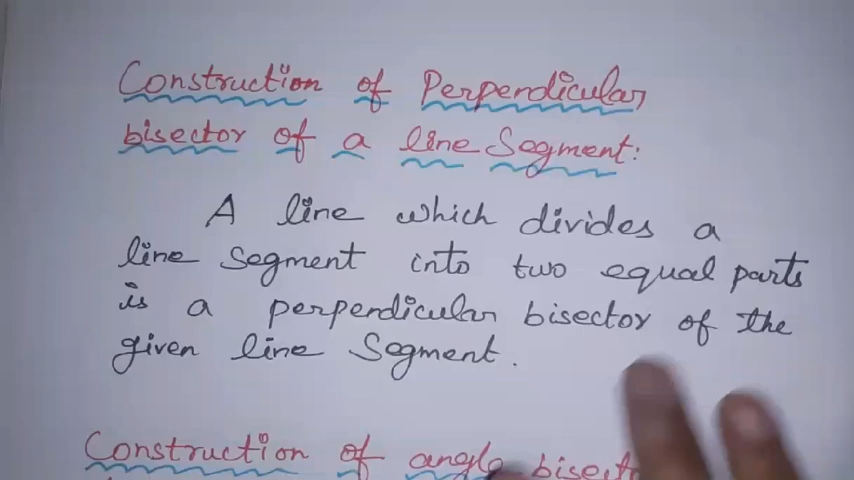 Construction of Perpendicular
bisector of a line Segment:
A line which divides a
line segment into two equal parts
is a perpendicular bisector of the
given line Segment.
Construction of angle